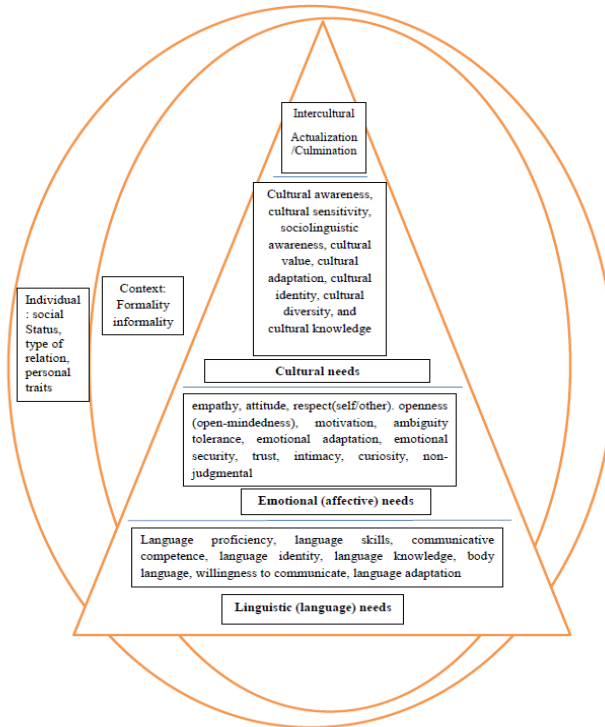 Intercultural
Actualization
/Culmination
Cultural awareness,
cultural sensitivity,
sociolinguistic
awareness, cultural
value, cultural
adaptation, cultural
identity, cultural
diversity, and
cultural knowledge
Individual
: social
Status,
type of
relation,
personal
traits
Context:
Formality
informality
Cultural needs
empathy, attitude, respect(self/other). openness
(open-mindedness), motivation, ambiguity
tolerance, emotional adaptation, emotional
security, trust, intimacy, curiosity, non-
judgmental
Emotional (affective) needs
Language proficiency, language skills, communicative
competence, language identity, language knowledge, body
language, willingness to communicate, language adaptation
Linguistic (language) needs